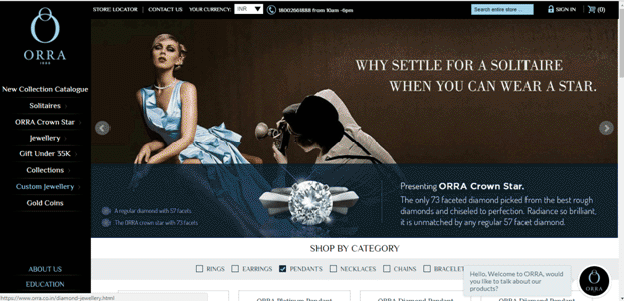 STORE LOCATOR | CONTACT US YOUR CURRENCY: INR 18002661888 from 10am -6pm Search entire store ... SIGN IN (0)
ORRA
1888
New Collection Catalogue
Solitaires
ORRA Crown Star
Jewellery
Gift Under 35K
Collections
Custom Jewellery
Gold Coins
ABOUT US
EDUCATION
WHY SETTLE FOR A SOLITAIRE
WHEN YOU CAN WEAR A STAR.
A regular diamond with 57 facets
The ORRA crown star with 73 facets
Presenting ORRA Crown Star.
The only 73 faceted diamond picked from the best rough
diamonds and chiseled to perfection. Radiance so brilliant,
it is unmatched by any regular 57 facet diamond.
SHOP BY CATEGORY
RINGS EARRINGS PENDANTS NECKLACES CHAINS BRACELET
Hello, Welcome to ORRA, would
you like to talk about our
products?
ORRA
https://www.orra.co.in/diamond-jewellery.html
ORRA Platinum Pendant ORRA Diamond Pendant ORRA Diamond Pendant